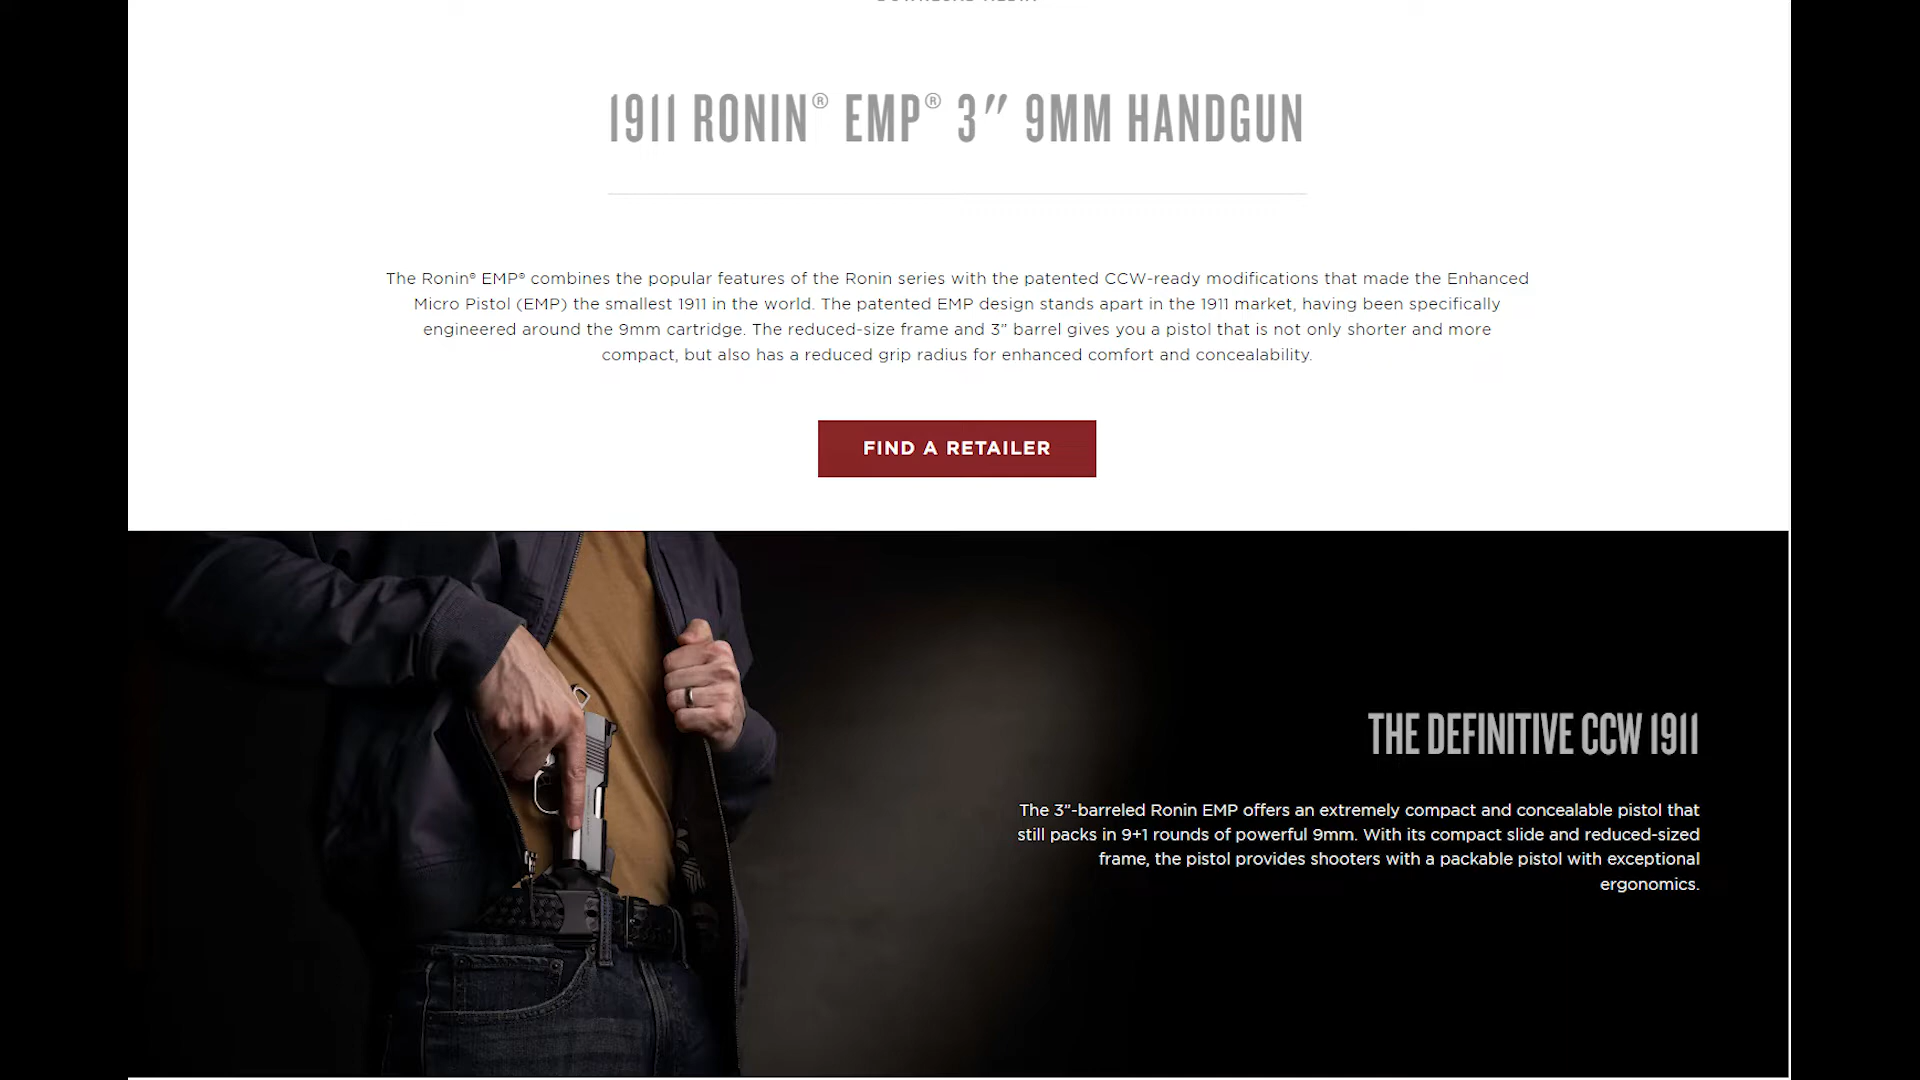 1911 RONIN® EMP® 3″ 9MM HANDGUN
The Ronin® EMP® combines the popular features of the Ronin series with the patented CCW-ready modifications that made the Enhanced
Micro Pistol (EMP) the smallest 1911 in the world. The patented EMP design stands apart in the 1911 market, having been specifically
engineered around the 9mm cartridge. The reduced-size frame and 3” barrel gives you a pistol that is not only shorter and more
compact, but also has a reduced grip radius for enhanced comfort and concealability.
FIND A RETAILER
THE DEFINITIVE CCW 1911
The 3”-barreled Ronin EMP offers an extremely compact and concealable pistol that
still packs in 9+1 rounds of powerful 9mm. With its compact slide and reduced-sized
frame, the pistol provides shooters with a packable pistol with exceptional
ergonomics.